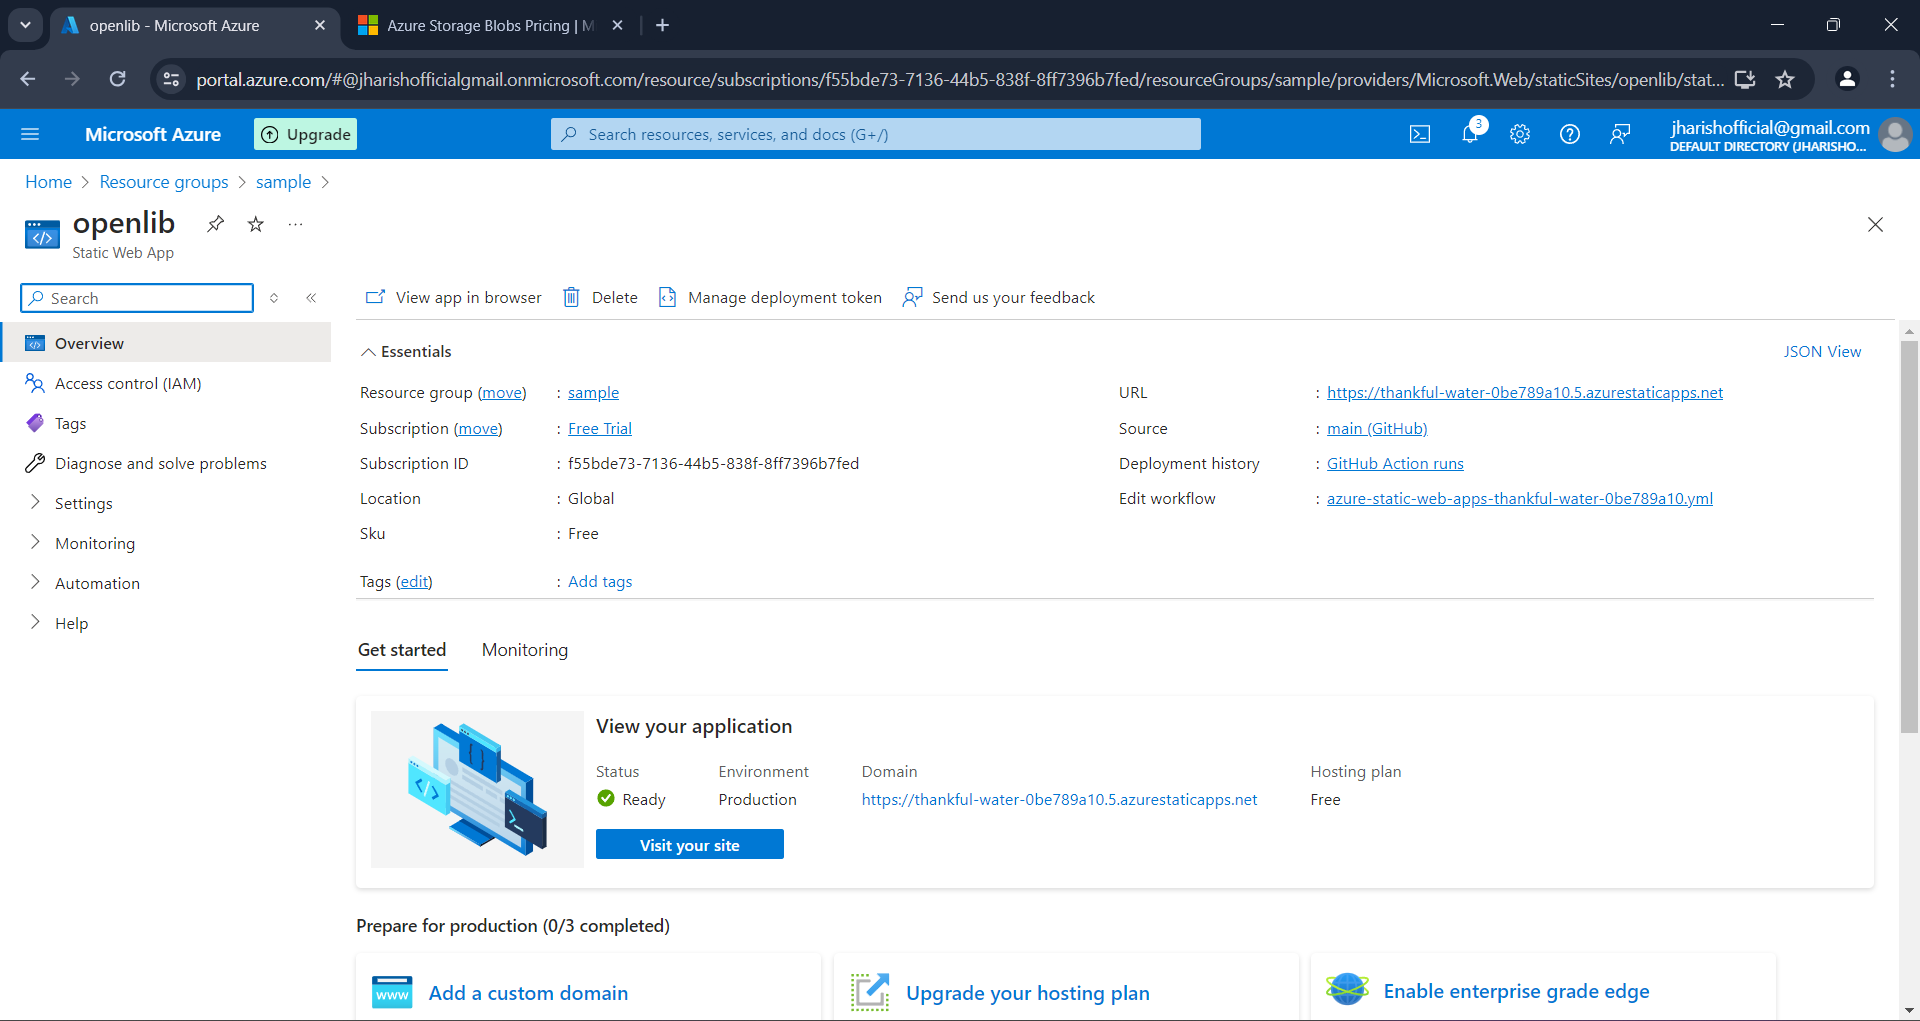 openlib - Microsoft Azure
Azure Storage Blobs Pricing | M
portal.azure.com/#@jharishofficialgmail.onmicrosoft.com/resource/subscriptions/f55bde73-7136-44b5-838f-8ff7396b7fed/resourceGroups/sample/providers/Microsoft.Web/staticSites/openlib/stat...
Microsoft Azure
Upgrade
Search resources, services, and docs (G+/)
3
jharishofficial@gmail.com
DEFAULT DIRECTORY (JHARISHO...
Home > Resource groups > sample >
openlib
Static Web App
Search
Overview
Access control (IAM)
Tags
Diagnose and solve problems
Settings
Monitoring
Automation
Help
View app in browser
Delete
Manage deployment token
Send us your feedback
Essentials
JSON View
Resource group (move) : sample
Subscription (move) : Free Trial
Subscription ID : f55bde73-7136-44b5-838f-8ff7396b7fed
Location : Global
Sku : Free
URL : https://thankful-water-0be789a10.5.azurestaticapps.net
Source : main (GitHub)
Deployment history : GitHub Action runs
Edit workflow : azure-static-web-apps-thankful-water-0be789a10.yml
Tags (edit) : Add tags
Get started
Monitoring
View your application
Status
Ready
Environment
Production
Domain
https://thankful-water-0be789a10.5.azurestaticapps.net
Hosting plan
Free
Visit your site
Prepare for production (0/3 completed)
www
Add a custom domain
Upgrade your hosting plan
Enable enterprise grade edge